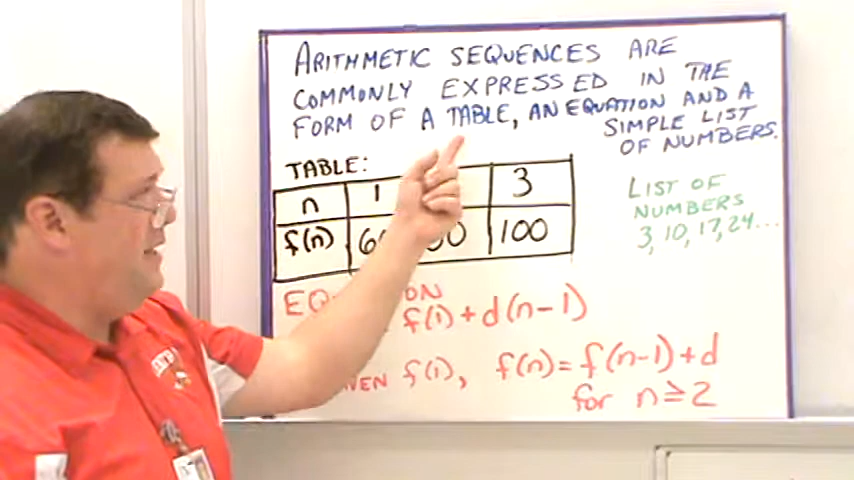 ARITHMETIC SEQUENCES ARE
COMMONLY EXPRESSED IN THE
FORM OF A TABLE, AN EQUATION AND A
SIMPLE LIST
OF NUMBERS.
TABLE:
n 1 3
f(n) 100
LIST OF
NUMBERS
3, 10, 17, 24...
f(1) + d(n-1)
f(1), f(n) = f(n-1) + d
for n ≥ 2